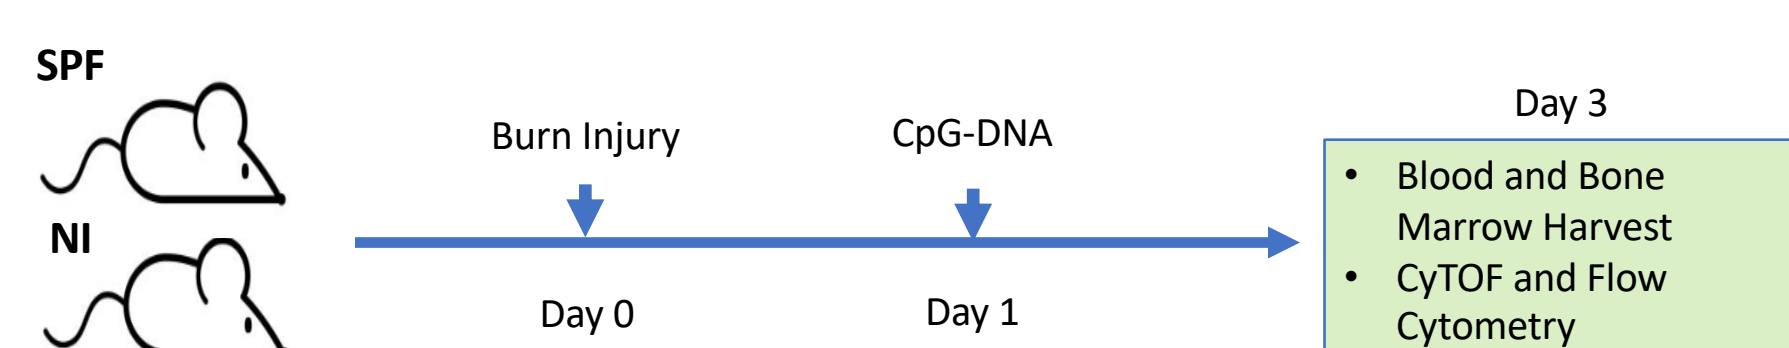 SPF
NI
Burn Injury
CpG-DNA
Day 0
Day 1
Day 3
• Blood and Bone
Marrow Harvest
• CyTOF and Flow
Cytometry